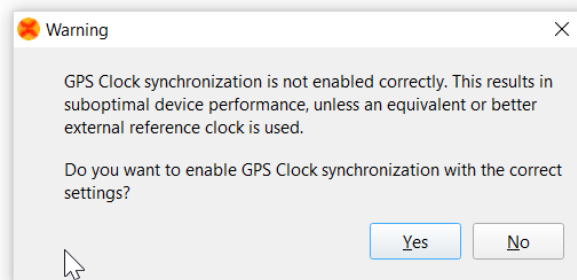 Warning
GPS Clock synchronization is not enabled correctly. This results in
suboptimal device performance, unless an equivalent or better
external reference clock is used.
Do you want to enable GPS Clock synchronization with the correct
settings?
Yes
No